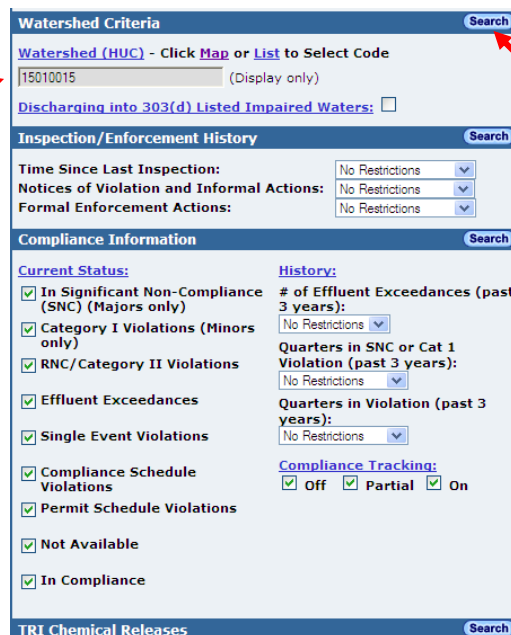 Watershed Criteria Search
Watershed (HUC) - Click Map or List to Select Code
15010015 (Display only)
Discharging into 303(d) Listed Impaired Waters:
Inspection/Enforcement History Search
Time Since Last Inspection: No Restrictions
Notices of Violation and Informal Actions: No Restrictions
Formal Enforcement Actions: No Restrictions
Compliance Information Search
Current Status:
In Significant Non-Compliance
(SNC) (Majors only)
Category I Violations (Minors
only)
RNC/Category II Violations
Effluent Exceedances
Single Event Violations
Compliance Schedule
Violations
Permit Schedule Violations
Not Available
In Compliance
History:
# of Effluent Exceedances (past
3 years):
No Restrictions
Quarters in SNC or Cat 1
Violation (past 3 years):
No Restrictions
Quarters in Violation (past 3
years):
No Restrictions
Compliance Tracking:
Off Partial On
TRI Chemical Releases Search